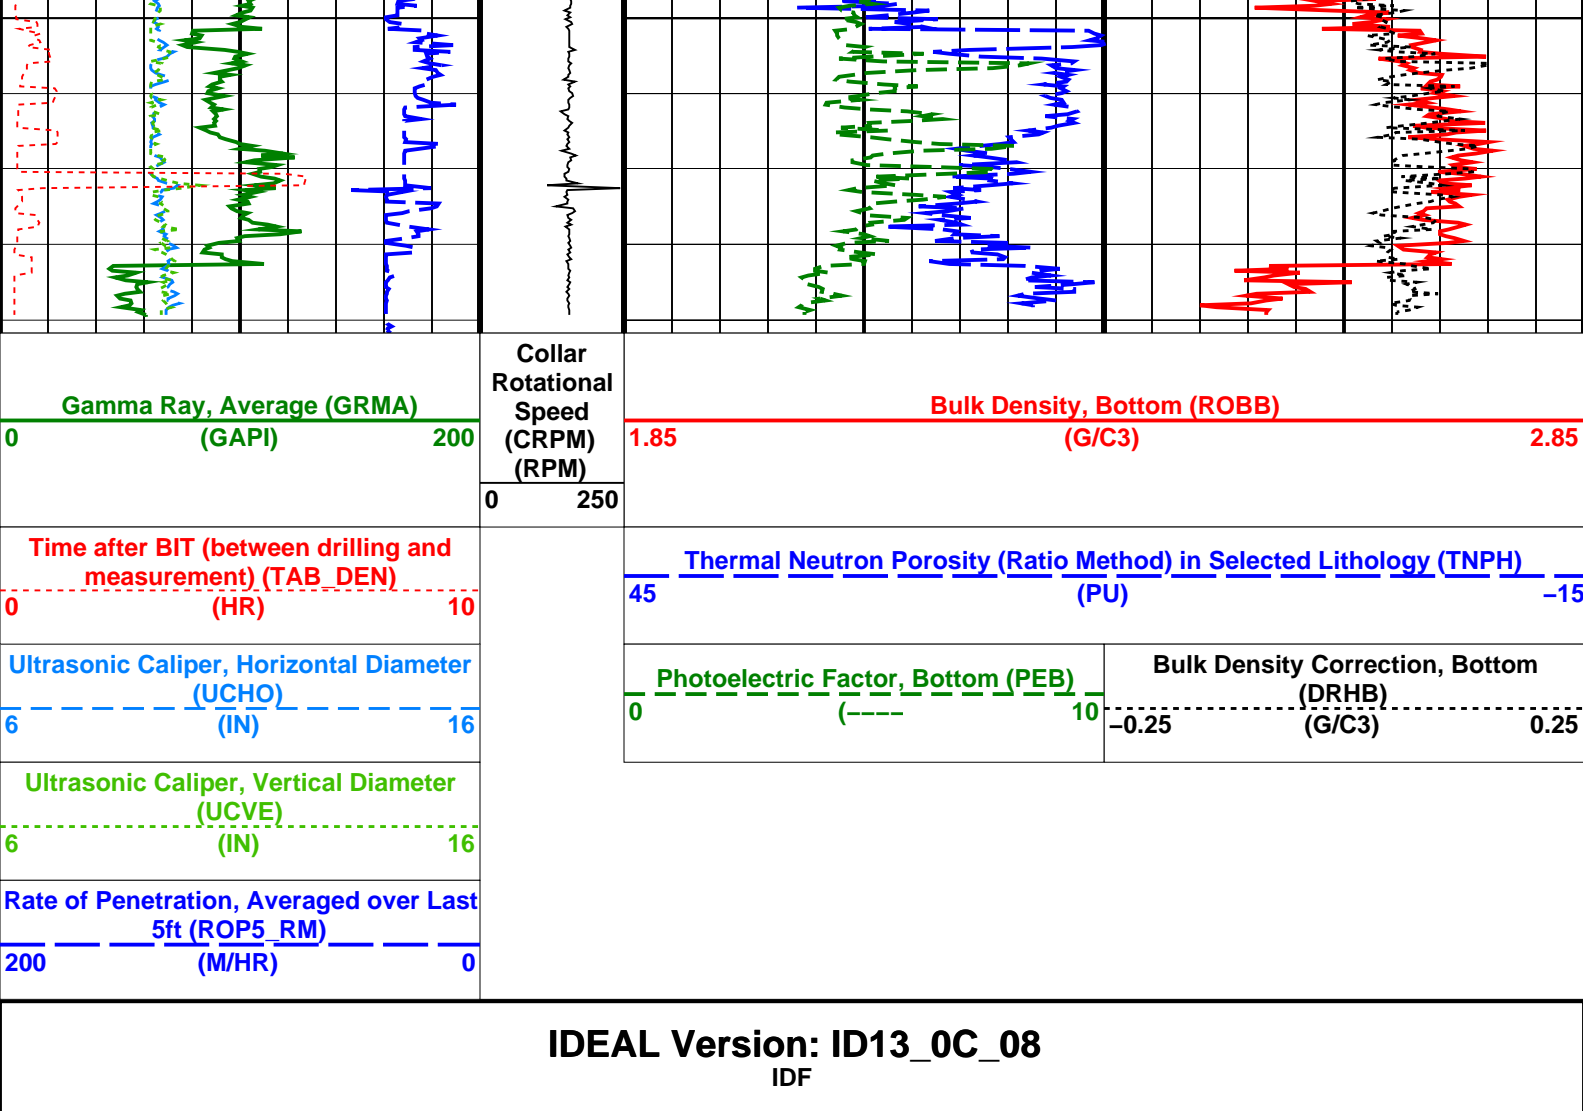 Gamma Ray, Average (GRMA)
0 (GAPI) 200
Collar
Rotational
Speed
(CRPM)
(RPM)
0 250
Bulk Density, Bottom (ROBB)
1.85 (G/C3) 2.85
Time after BIT (between drilling and
measurement) (TAB_DEN)
0 (HR) 10
Thermal Neutron Porosity (Ratio Method) in Selected Lithology (TNPH)
45 (PU) −15
Ultrasonic Caliper, Horizontal Diameter
(UCHO)
6 (IN) 16
Photoelectric Factor, Bottom (PEB)
0 (−−−− 10
Bulk Density Correction, Bottom
(DRHB)
−0.25 (G/C3) 0.25
Ultrasonic Caliper, Vertical Diameter
(UCVE)
6 (IN) 16
Rate of Penetration, Averaged over Last
5ft (ROP5_RM)
200 (M/HR) 0
IDEAL Version: ID13_0C_08
IDF